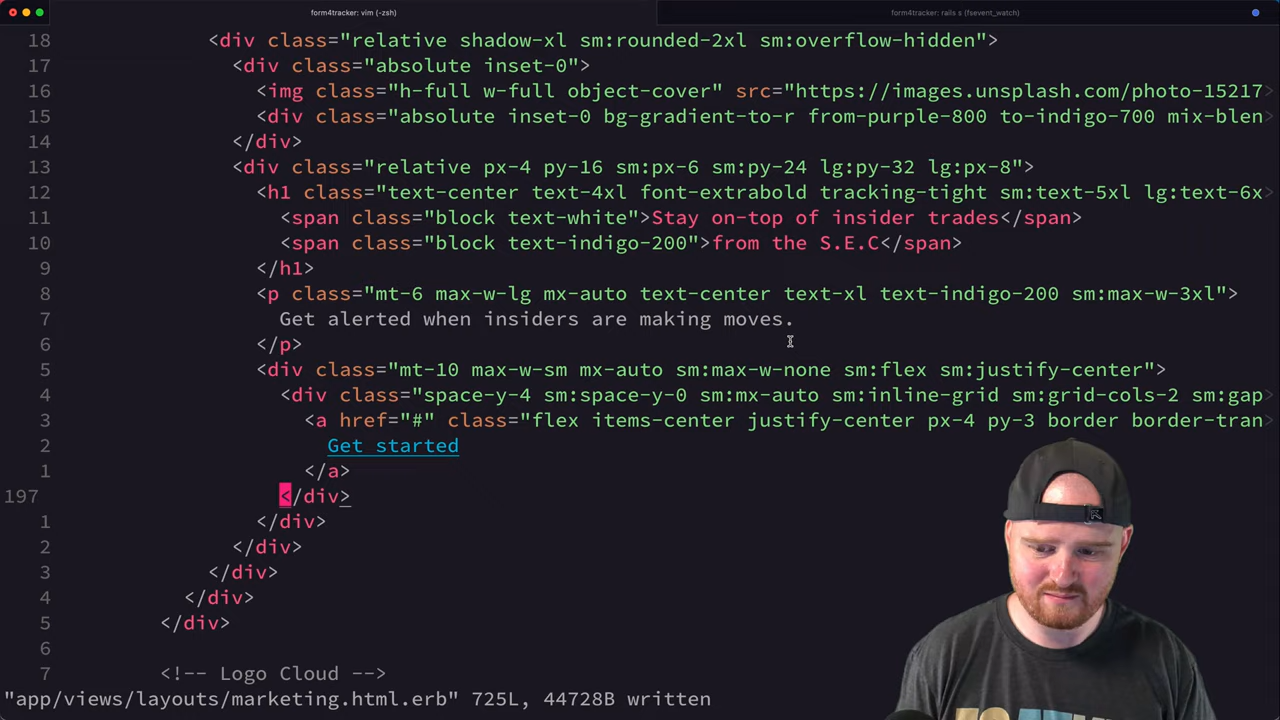 form4tracker: vim (-zsh)
form4tracker: rails s (fsevent_watch)
18 <div class="relative shadow-xl sm:rounded-2xl sm:overflow-hidden">
17 <div class="absolute inset-0">
16 <img class="h-full w-full object-cover" src="https://images.unsplash.com/photo-15217>
15 <div class="absolute inset-0 bg-gradient-to-r from-purple-800 to-indigo-700 mix-blen>
14 </div>
13 <div class="relative px-4 py-16 sm:px-6 sm:py-24 lg:py-32 lg:px-8">
12 <h1 class="text-center text-4xl font-extrabold tracking-tight sm:text-5xl lg:text-6x>
11 <span class="block text-white">Stay on-top of insider trades</span>
10 <span class="block text-indigo-200">from the S.E.C</span>
9 </h1>
8 <p class="mt-6 max-w-lg mx-auto text-center text-xl text-indigo-200 sm:max-w-3xl">
7 Get alerted when insiders are making moves.
6 </p>
5 <div class="mt-10 max-w-sm mx-auto sm:max-w-none sm:flex sm:justify-center">
4 <div class="space-y-4 sm:space-y-0 sm:mx-auto sm:inline-grid sm:grid-cols-2 sm:gap>
3 <a href="#" class="flex items-center justify-center px-4 py-3 border border-tran>
2 Get started
1 </a>
197 </div>
1 </div>
2 </div>
3 </div>
4 </div>
5 </div>
6
7 <!-- Logo Cloud -->
"app/views/layouts/marketing.html.erb" 725L, 44728B written